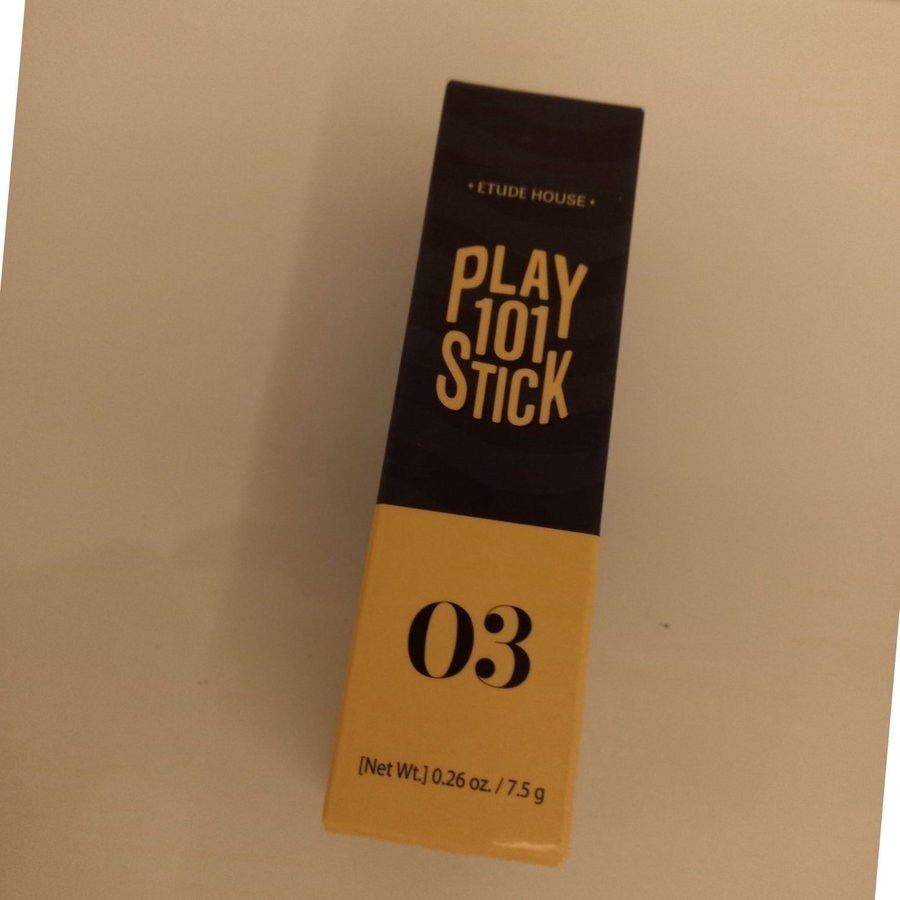 • ETUDE HOUSE •
PLAY
101
STICK
03
[Net Wt.] 0.26 oz. / 7.5 g